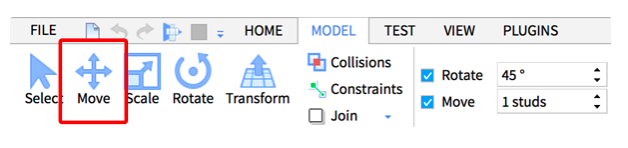 FILE HOME MODEL TEST VIEW PLUGINS
Select Move Scale Rotate Transform
Collisions
Constraints
Join
Rotate 45 °
Move 1 studs